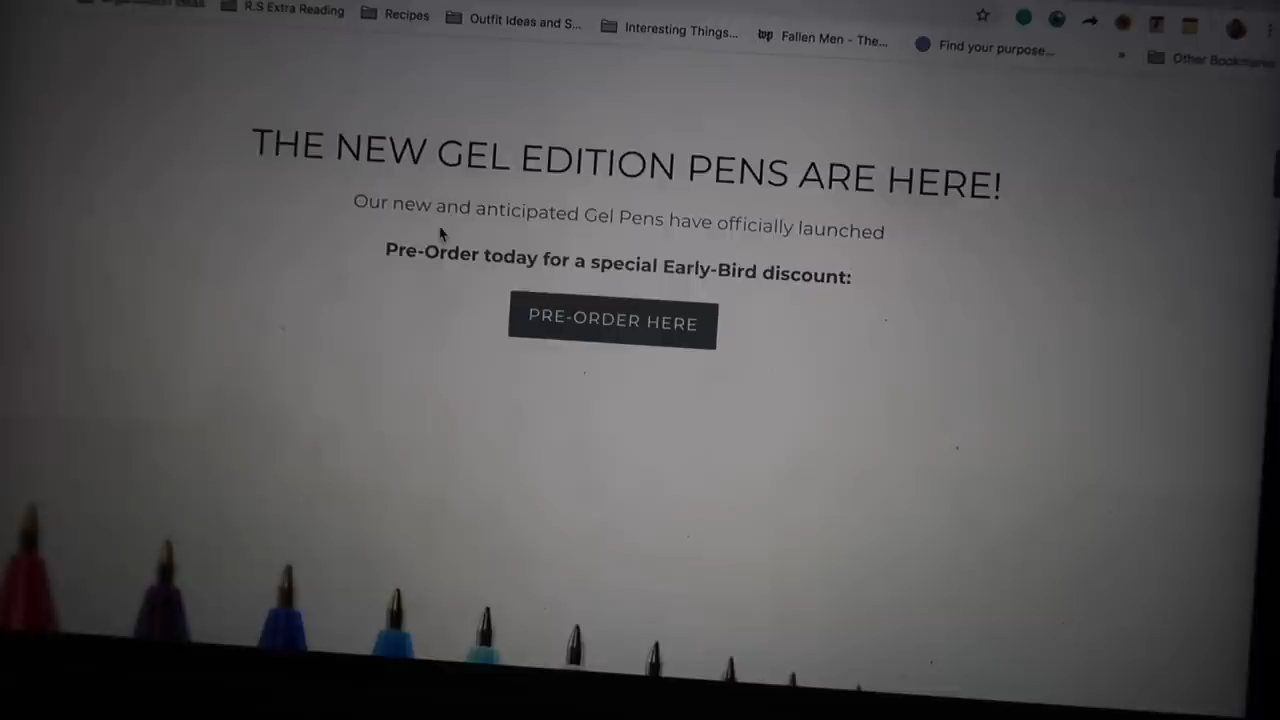 R.S Extra Reading
Recipes
Outfit Ideas and S...
Interesting Things...
Fallen Men - The...
Find your purpose...
»
Other Bookmarks
THE NEW GEL EDITION PENS ARE HERE!
Our new and anticipated Gel Pens have officially launched
Pre-Order today for a special Early-Bird discount:
PRE-ORDER HERE